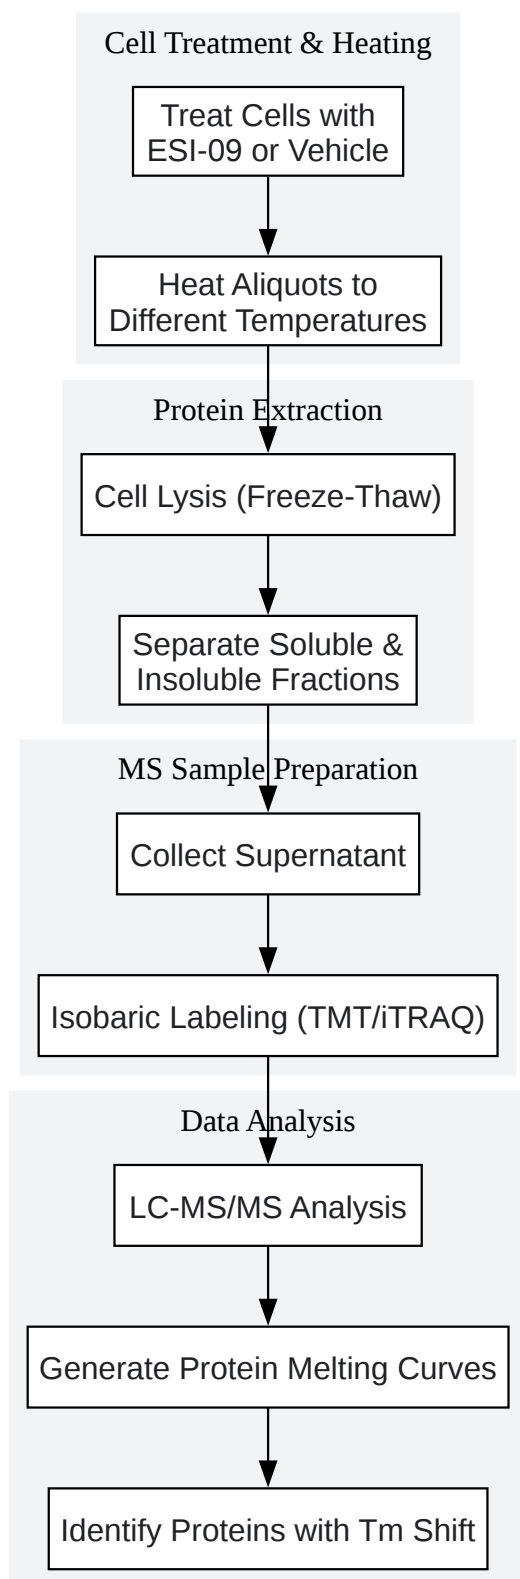 Cell Treatment & Heating
Treat Cells with
ESI-09 or Vehicle
Heat Aliquots to
Different Temperatures
Protein Extraction
Cell Lysis (Freeze-Thaw)
Separate Soluble &
Insoluble Fractions
MS Sample Preparation
Collect Supernatant
Isobaric Labeling (TMT/iTRAQ)
Data Analysis
LC-MS/MS Analysis
Generate Protein Melting Curves
Identify Proteins with Tm Shift